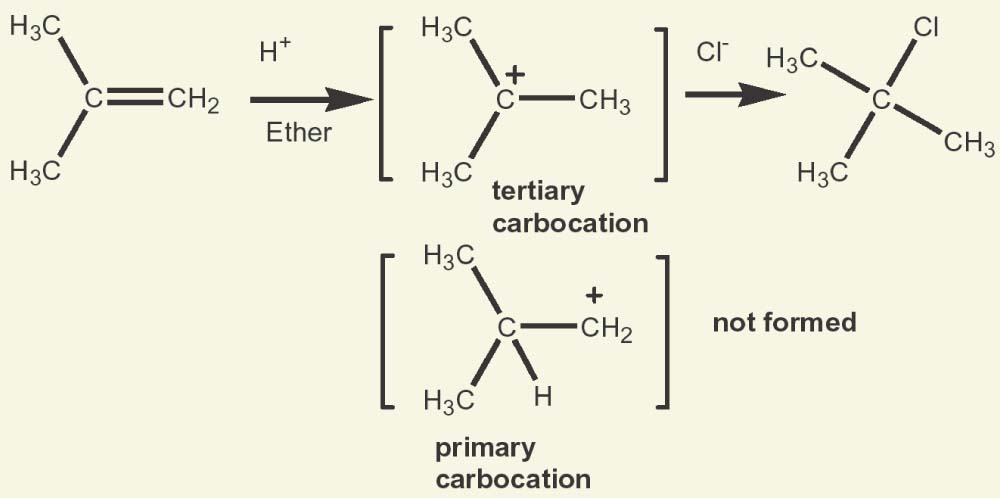 H₃C
C
CH₂
H₃C
H⁺
Ether
H₃C
+
C
CH₃
H₃C
tertiary
carbocation
Cl⁻
Cl
H₃C
C
CH₃
H₃C
H₃C
+
C
CH₂
H₃C
H
primary
carbocation
not formed